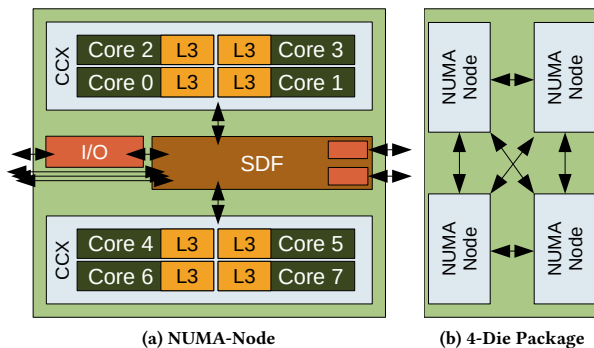 CCX
Core 2 L3 L3 Core 3
Core 0 L3 L3 Core 1
I/O
SDF
CCX
Core 4 L3 L3 Core 5
Core 6 L3 L3 Core 7
(a) NUMA-Node
NUMA
Node
NUMA
Node
NUMA
Node
NUMA
Node
(b) 4-Die Package